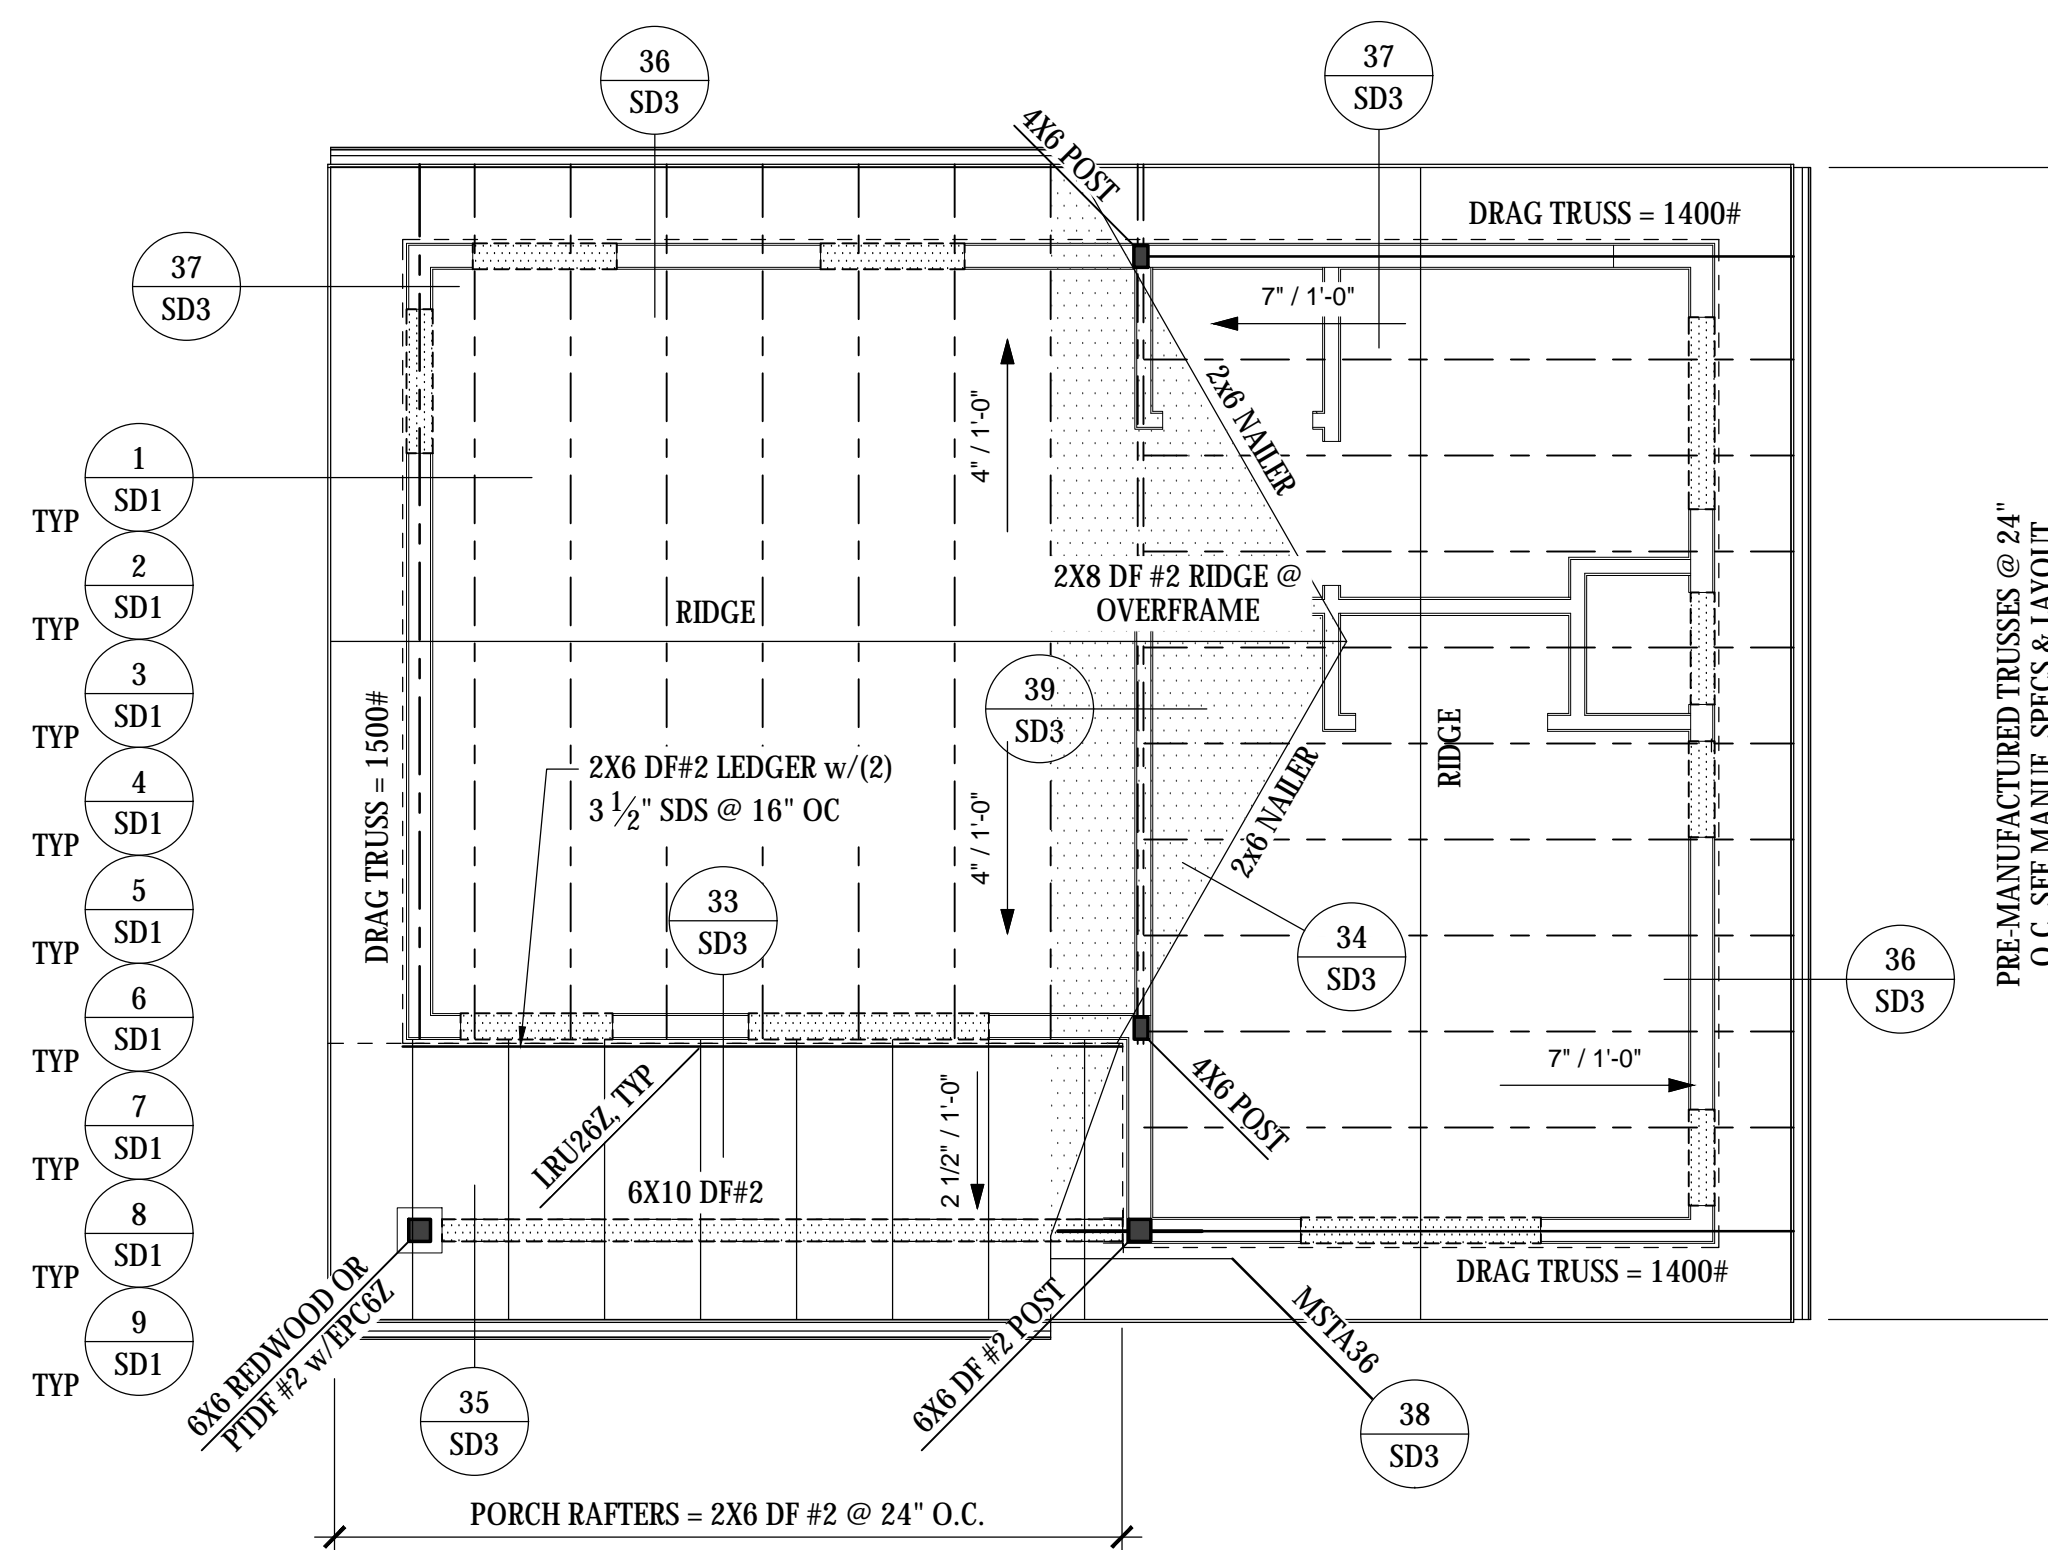 36
SD3
37
SD3
4X6 POST
DRAG TRUSS = 1400#
37
SD3
7" / 1'-0"
4" / 1'-0"
2x6 NAILER
1
SD1
TYP
2
SD1
TYP
3
SD1
TYP
4
SD1
TYP
5
SD1
TYP
6
SD1
TYP
7
SD1
TYP
8
SD1
TYP
9
SD1
TYP
2X8 DF #2 RIDGE @
OVERFRAME
RIDGE
39
SD3
RIDGE
DRAG TRUSS = 1500#
2X6 DF#2 LEDGER w/(2)
3 1/2" SDS @ 16" OC
4" / 1'-0"
2x6 NAILER
33
SD3
34
SD3
36
SD3
PRE-MANUFACTURED TRUSSES @ 24"
O.C. SEE MANUF. SPECS & LAYOUT
7" / 1'-0"
4X6 POST
LRU26Z, TYP
2 1/2" / 1'-0"
6X10 DF#2
DRAG TRUSS = 1400#
6X6 REDWOOD OR
PTDF #2 w/EPC6Z
6X6 DF #2 POST
MSTA36
35
SD3
38
SD3
PORCH RAFTERS = 2X6 DF #2 @ 24" O.C.